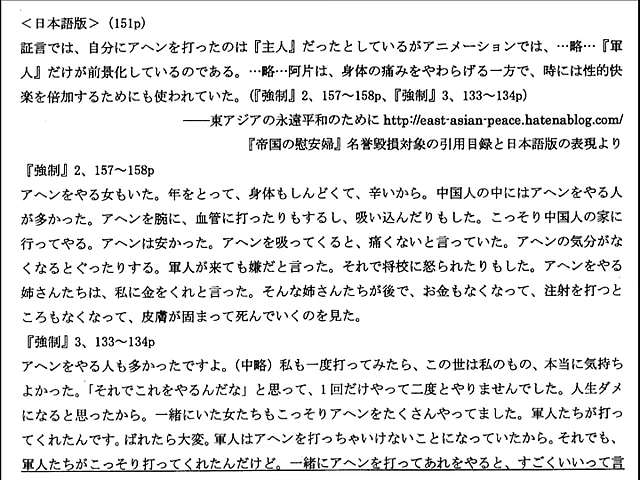 ＜日本語版＞（151p）
証言では、自分にアヘンを打ったのは『主人』だったとしているがアニメーションでは、…略…『軍
人』だけが前景化しているのである。…略…阿片は、身体の痛みをやわらげる一方で、時には性的快
楽を倍加するためにも使われていた。（『強制』2、157～158p、『強制』3、133～134p）
――東アジアの永遠平和のために http://east-asian-peace.hatenablog.com/
『帝国の慰安婦』名誉毀損対象の引用目録と日本語版の表現より
『強制』2、157～158p
アヘンをやる女もいた。年をとって、身体もしんどくて、辛いから。中国人の中にはアヘンをやる人
が多かった。アヘンを腕に、血管に打ったりもするし、吸い込んだりもした。こっそり中国人の家に
行ってやる。アヘンは安かった。アヘンを吸ってくると、痛くないと言っていた。アヘンの気分がな
くなるとぐったりする。軍人が来ても嫌だと言った。それで将校に怒られたりもした。アヘンをやる
姉さんたちは、私に金をくれと言った。そんな姉さんたちが後で、お金もなくなって、注射を打つと
ころもなくなって、皮膚が固まって死んでいくのを見た。
『強制』3、133～134p
アヘンをやる人も多かったですよ。（中略）私も一度打ってみたら、この世は私のもの、本当に気持ち
よかった。「それでこれをやるんだな」と思って、1回だけやって二度とやりませんでした。人生ダメ
になると思ったから。一緒にいた女たちもこっそりアヘンをたくさんやってました。軍人たちが打っ
てくれたんです。ばれたら大変。軍人はアヘンを打っちゃいけないことになっていたから。それでも、
軍人たちがこっそり打ってくれたんだけど。一緒にアヘンを打ってあれをやると、すごくいいって言